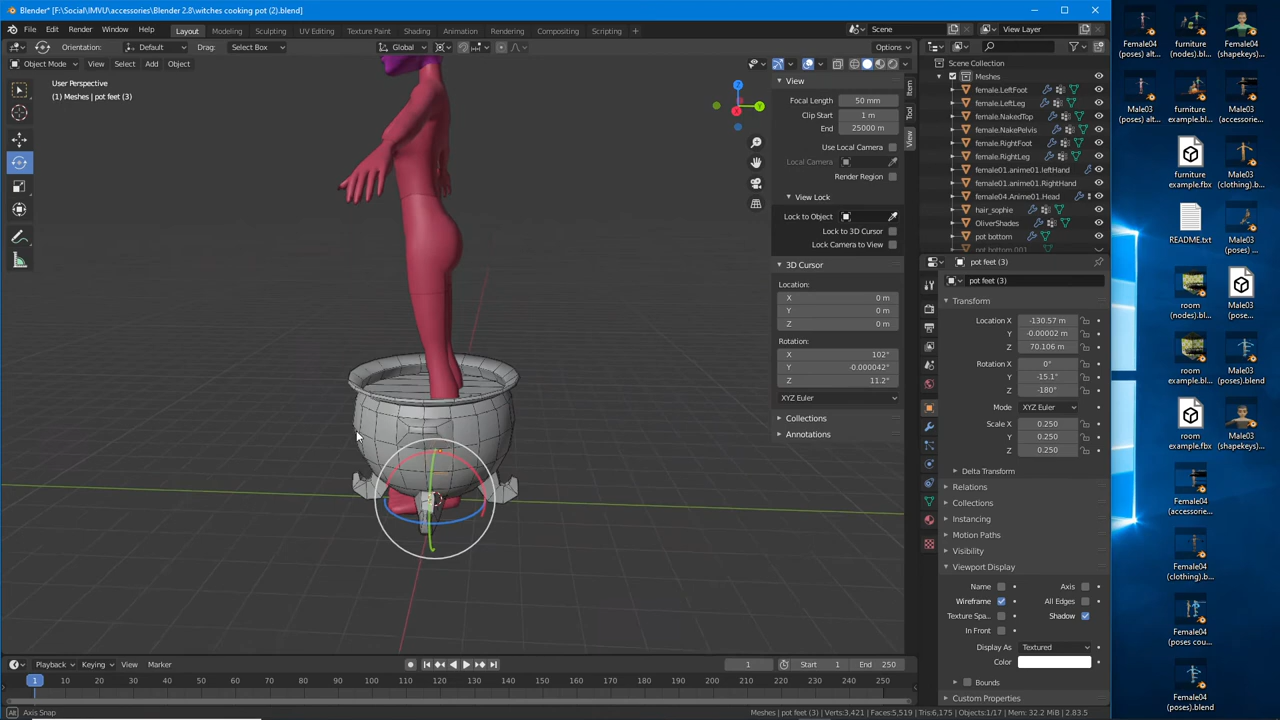 Blender* [F:\Social\IMVU\accessories\Blender 2.8\witches cooking pot (2).blend]
File Edit Render Window Help Layout Modeling Sculpting UV Editing Texture Paint Shading Animation Rendering Compositing Scripting + Scene View Layer
Orientation: Default Drag: Select Box Global Options
Object Mode View Select Add Object
User Perspective
(1) Meshes | pot feet (3)
View
Focal Length 50 mm
Clip Start 1 m
End 25000 m
Use Local Camera
Local Camera
Render Region
View Lock
Lock to Object
Lock to 3D Cursor
Lock Camera to View
3D Cursor
Location:
X 0 m
Y 0 m
Z 0 m
Rotation:
X 102°
Y -0.000042°
Z 11.2°
XYZ Euler
Collections
Annotations
Item
Tool
View
Scene Collection
Meshes
female.LeftFoot
female.LeftLeg
female.NakedTop
female.NakePelvis
female.RightFoot
female.RightLeg
female01.anime01.leftHand
female01.anime01.RightHand
female04.Anime01.Head
hair_sophie
OliverShades
pot bottom
pot bottom.001
pot feet (3)
pot feet (3)
Transform
Location X -130.57 m
Y -0.00002 m
Z 70.106 m
Rotation X 0°
Y -15.1°
Z -180°
Mode XYZ Euler
Scale X 0.250
Y 0.250
Z 0.250
Delta Transform
Relations
Collections
Instancing
Motion Paths
Visibility
Viewport Display
Name Axis
Wireframe All Edges
Texture Spa.. Shadow
In Front
Display As Textured
Color
Bounds
Custom Properties
Playback Keying View Marker 1 Start 1 End 250
1 10 20 30 40 50 60 70 80 90 100 110 120 130 140 150 160 170 180 190 200 210 220 230 240 250
Axis Snap Meshes | pot feet (3) | Verts:3,421 | Faces:5,519 | Tris:6,175 | Objects:1/17 | Mem: 32.2 MiB | 2.83.5
Female04
(poses) alt...
furniture
(nodes).bl...
Female04
(shapekeys)...
Male03
(poses) alt...
furniture
example.bl...
Male03
(accessorie...
furniture
example.fbx
Male03
(clothing).b...
README.txt
Male03
(poses) ...
room
(nodes).bl...
Male03
(pose...
room
example.bl...
Male03
(poses).blend
room
example.fbx
Male03
(shapekeys)...
Female04
(accessorie...
Female04
(clothing).b...
Female04
(poses cou...
Female04
(poses).blend